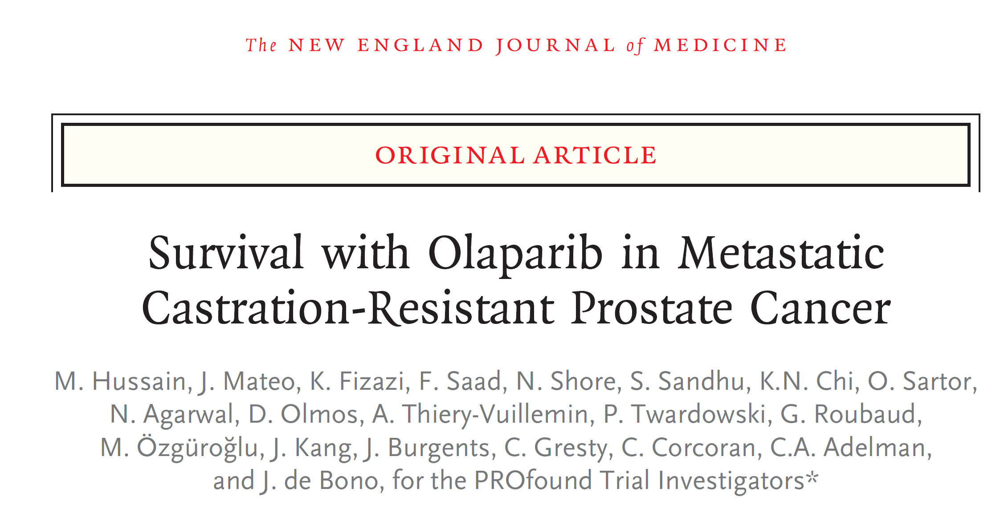 The NEW ENGLAND JOURNAL of MEDICINE
ORIGINAL ARTICLE
Survival with Olaparib in Metastatic
Castration-Resistant Prostate Cancer
M. Hussain, J. Mateo, K. Fizazi, F. Saad, N. Shore, S. Sandhu, K.N. Chi, O. Sartor,
N. Agarwal, D. Olmos, A. Thiery-Vuillemin, P. Twardowski, G. Roubaud,
M. Özgüroğlu, J. Kang, J. Burgents, C. Gresty, C. Corcoran, C.A. Adelman,
and J. de Bono, for the PROfound Trial Investigators*